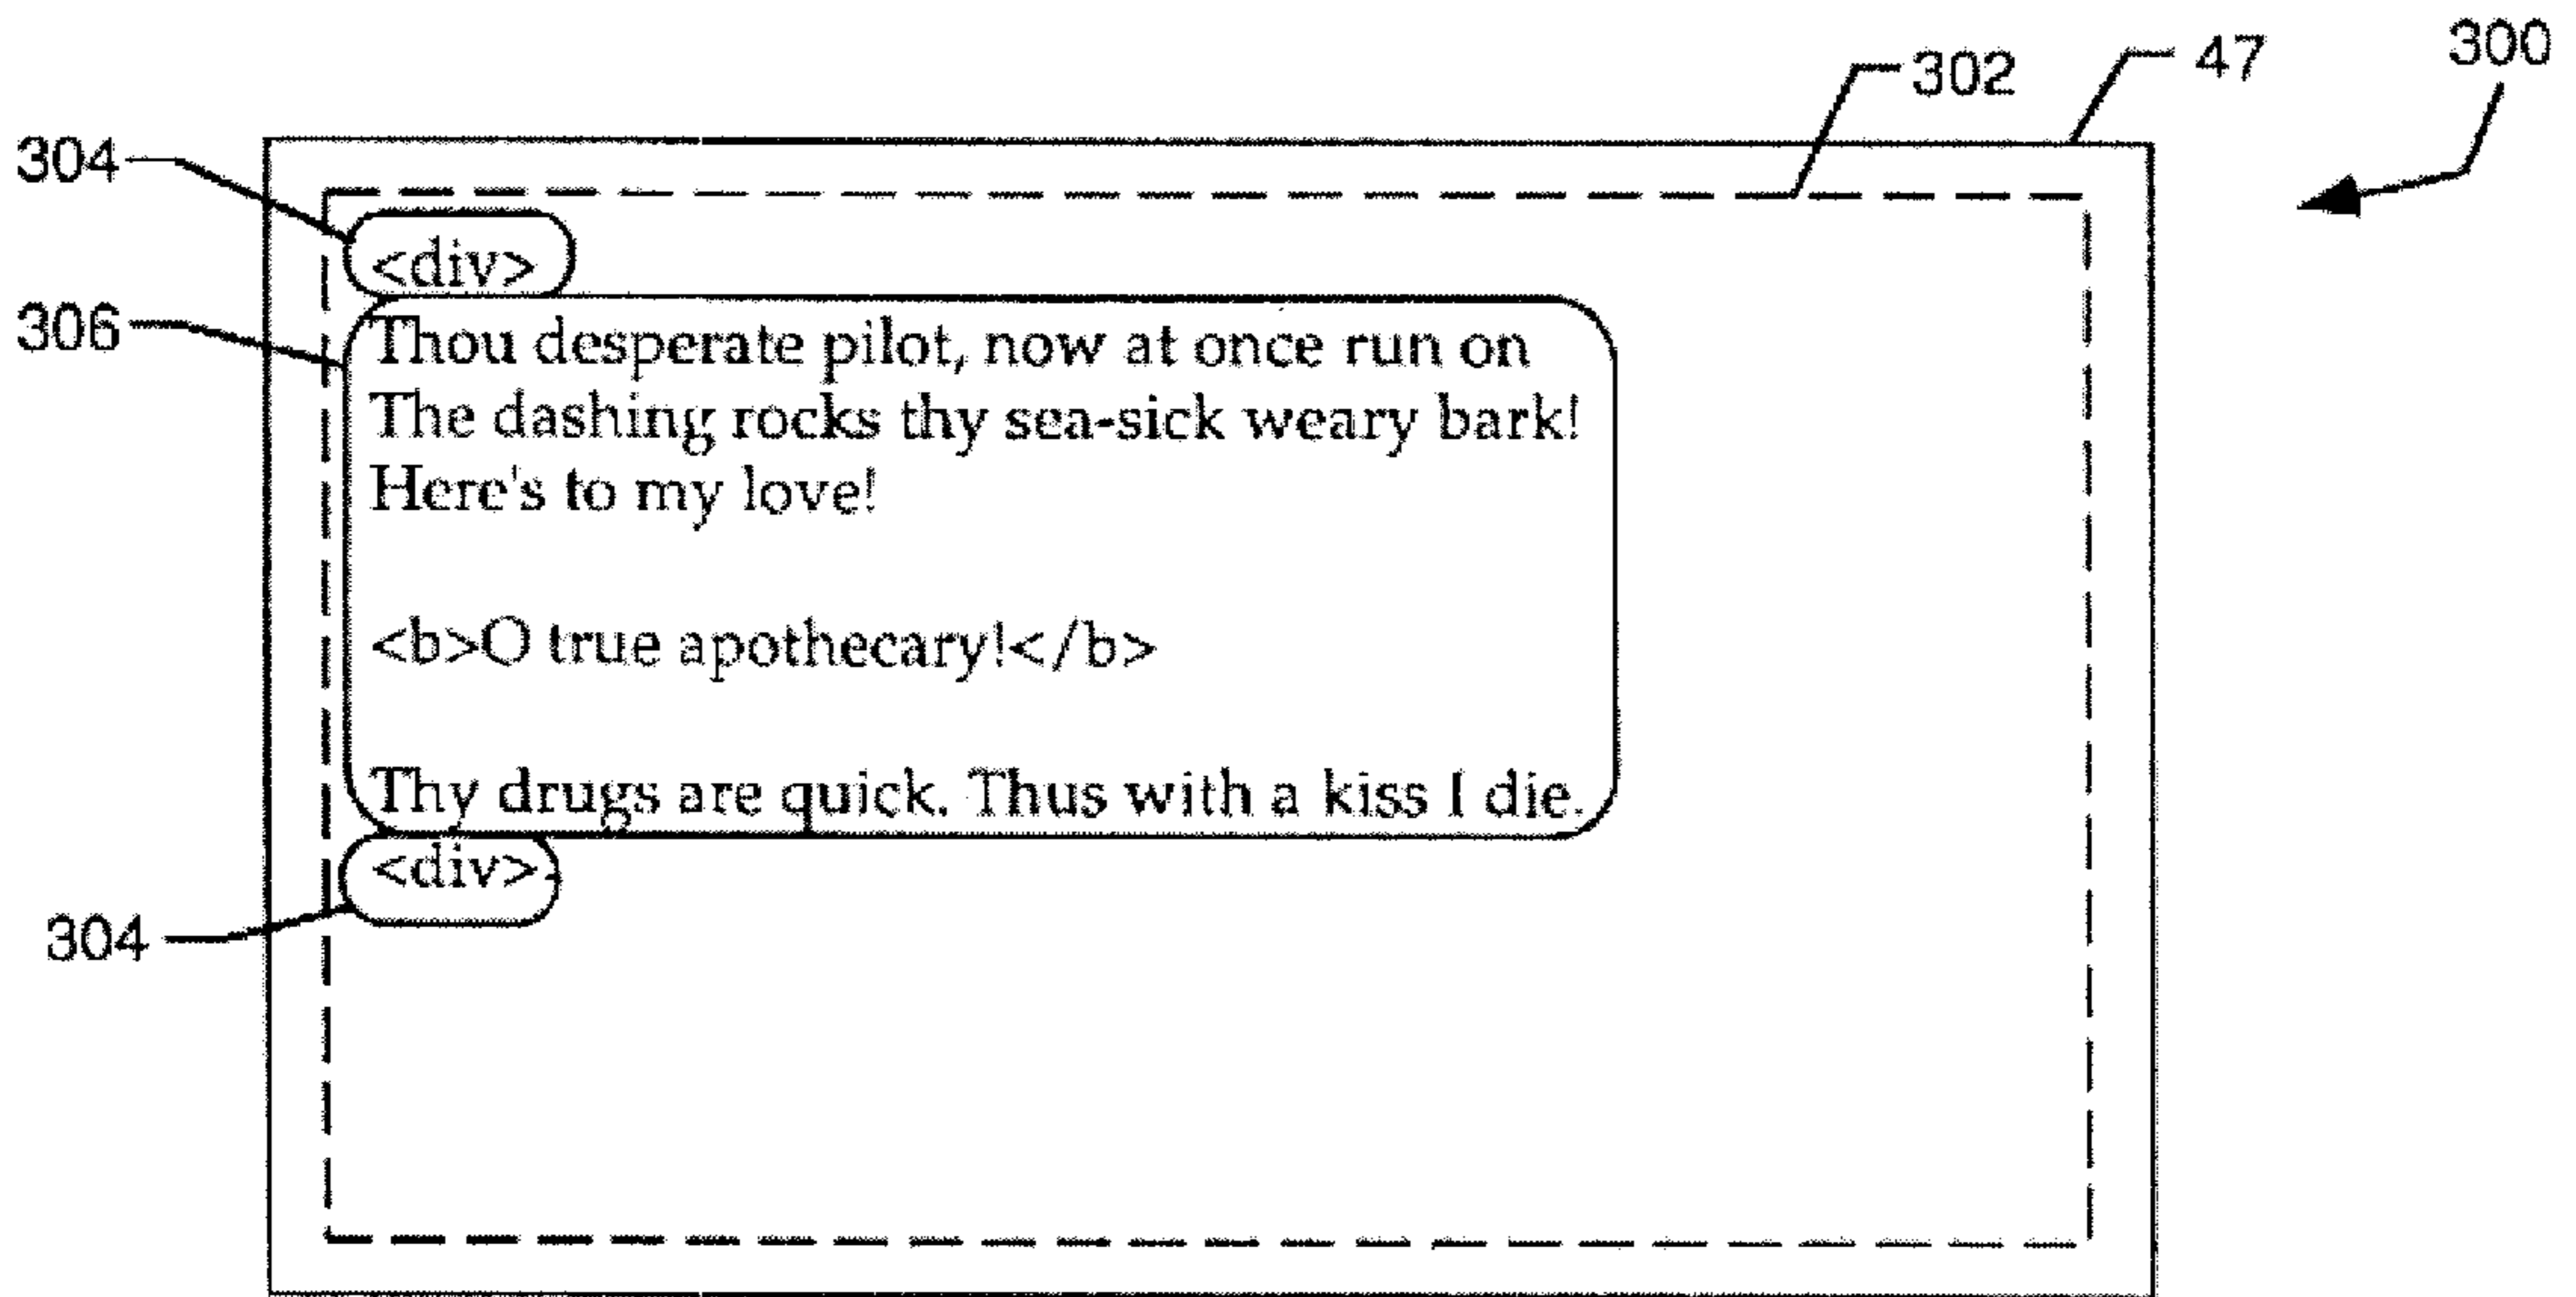 300
47
302
304
<div>
306
Thou desperate pilot, now at once run on
The dashing rocks thy sea-sick weary bark!
Here's to my love!
<b>O true apothecary!</b>
Thy drugs are quick. Thus with a kiss I die.
<div>
304